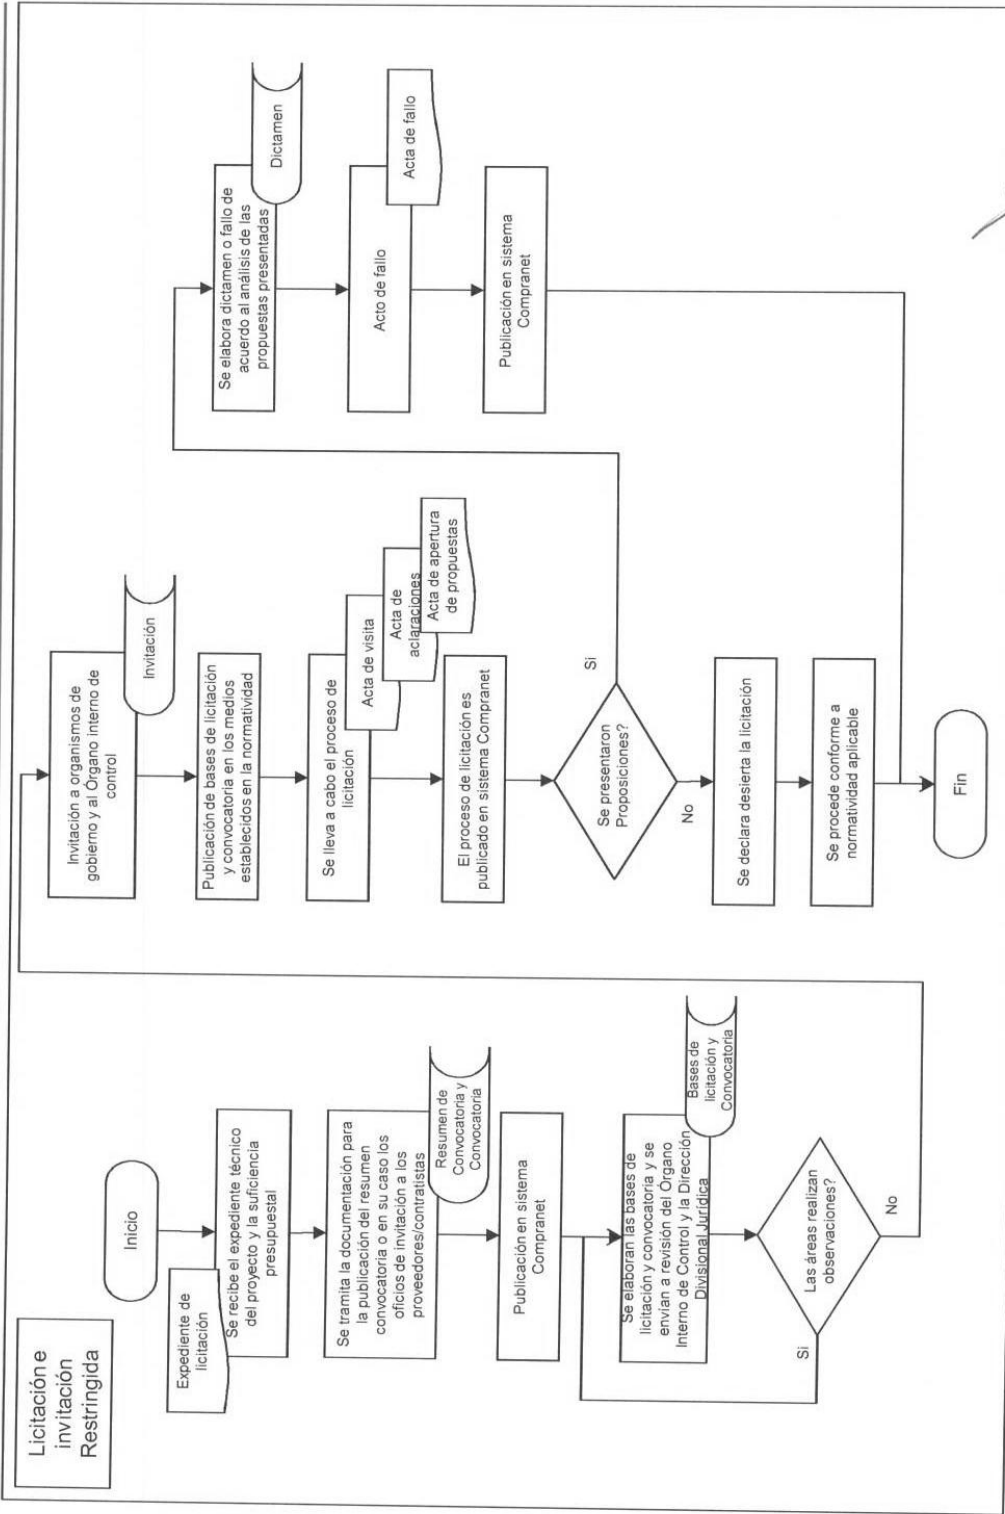 Licitación e
invitación
Restringida
Inicio
Expediente de
licitación
Se recibe el expediente técnico
del proyecto y la suficiencia
presupuestal
Se tramita la documentación para
la publicación del resumen
convocatoria o en su caso los
oficios de invitación a los
proveedores/contratistas
Resumen de
Convocatoria y
Convocatoria
Publicación en sistema
Compranet
Se elaboran las bases de
licitación y convocatoria y se
envían a revisión del Órgano
Interno de Control y la Dirección
Divisional Jurídica
Bases de
licitación y
Convocatoria
Las áreas realizan
observaciones?
Si
No
Invitación a organismos de
gobierno y al Órgano interno de
control
Invitación
Publicación de bases de licitación
y convocatoria en los medios
establecidos en la normatividad
Se lleva a cabo el proceso de
licitación
Acta de visita
Acta de
aclaraciones
Acta de apertura
de propuestas
El proceso de licitación es
publicado en sistema Compranet
Se presentaron
Proposiciones?
Si
No
Se declara desierta la licitación
Se procede conforme a
normatividad aplicable
Fin
Se elabora dictamen o fallo de
acuerdo al análisis de las
propuestas presentadas
Dictamen
Acto de fallo
Acta de fallo
Publicación en sistema
Compranet